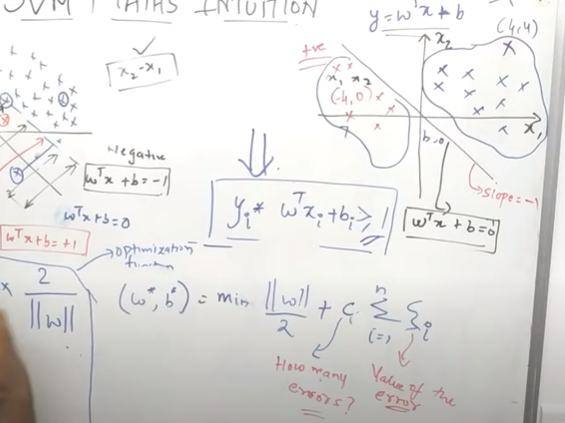 SVM MATHS INTUITION
y = wᵀx + b
(4,4)
x₂
+ve
x₂ - x₁
x₁ x₂
(-4,0)
x₁
b=0
Negative
wᵀx + b = -1
slope = -1
wᵀx + b = 0
yᵢ * wᵀxᵢ + bᵢ ≥ 1
wᵀx + b = 0
wᵀx + b = +1
optimization
function
2 / ||w||
(w*, b*) = min ||w|| / 2 + cᵢ Σ ξᵢ
n
i=1
How many
errors?
Value of the
error